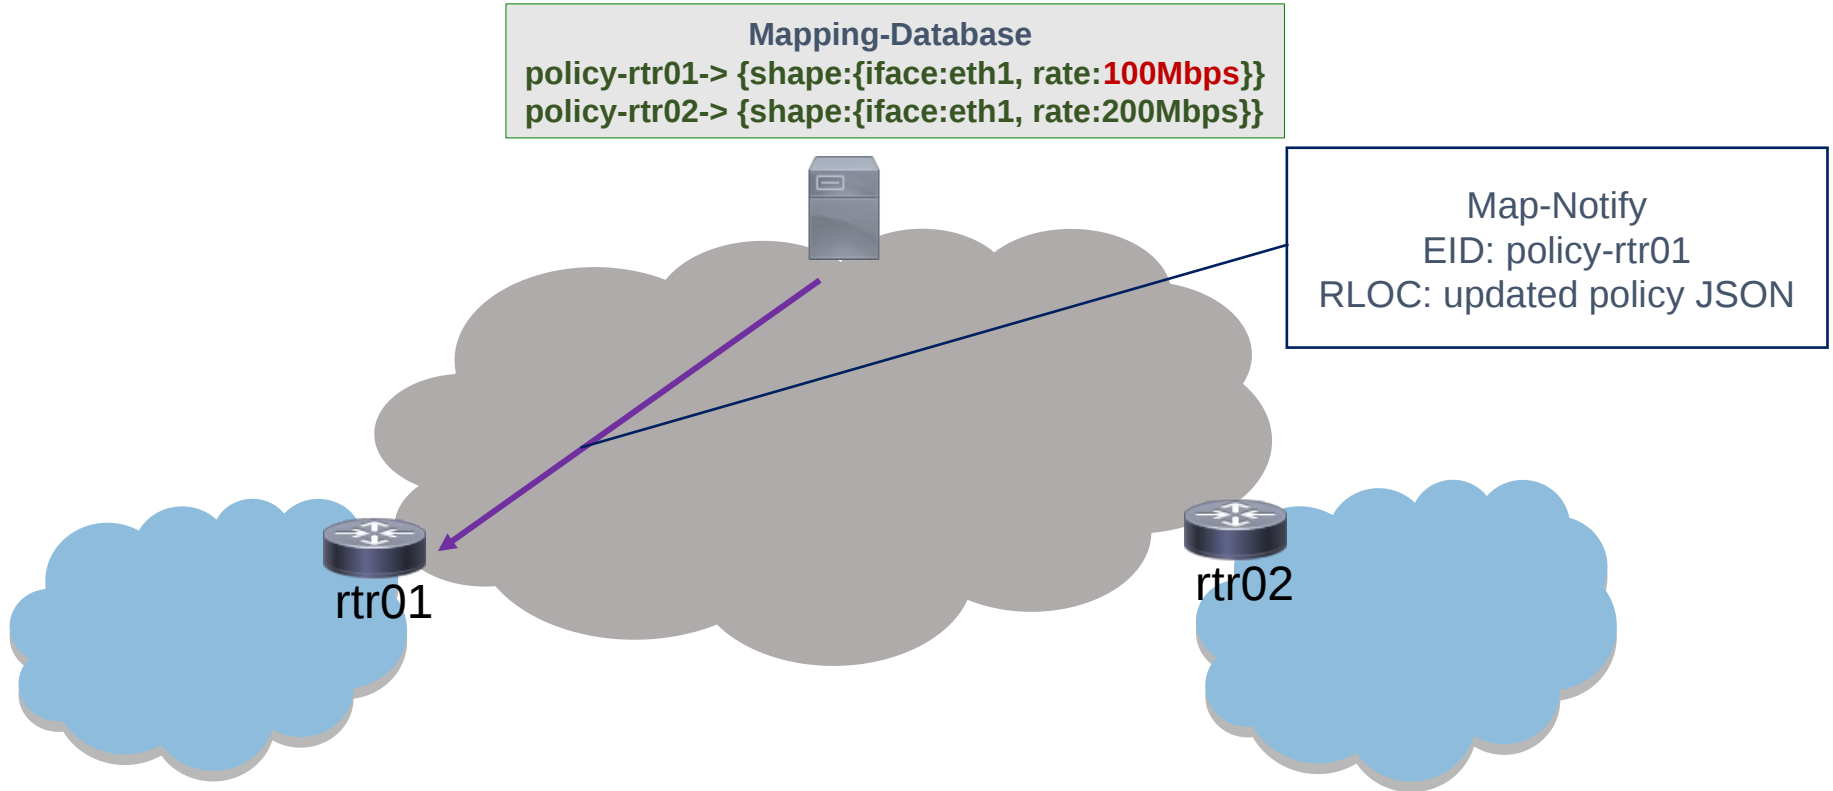 Mapping-Database
policy-rtr01-> {shape:{iface:eth1, rate:100Mbps}}
policy-rtr02-> {shape:{iface:eth1, rate:200Mbps}}
Map-Notify
EID: policy-rtr01
RLOC: updated policy JSON
rtr01
rtr02